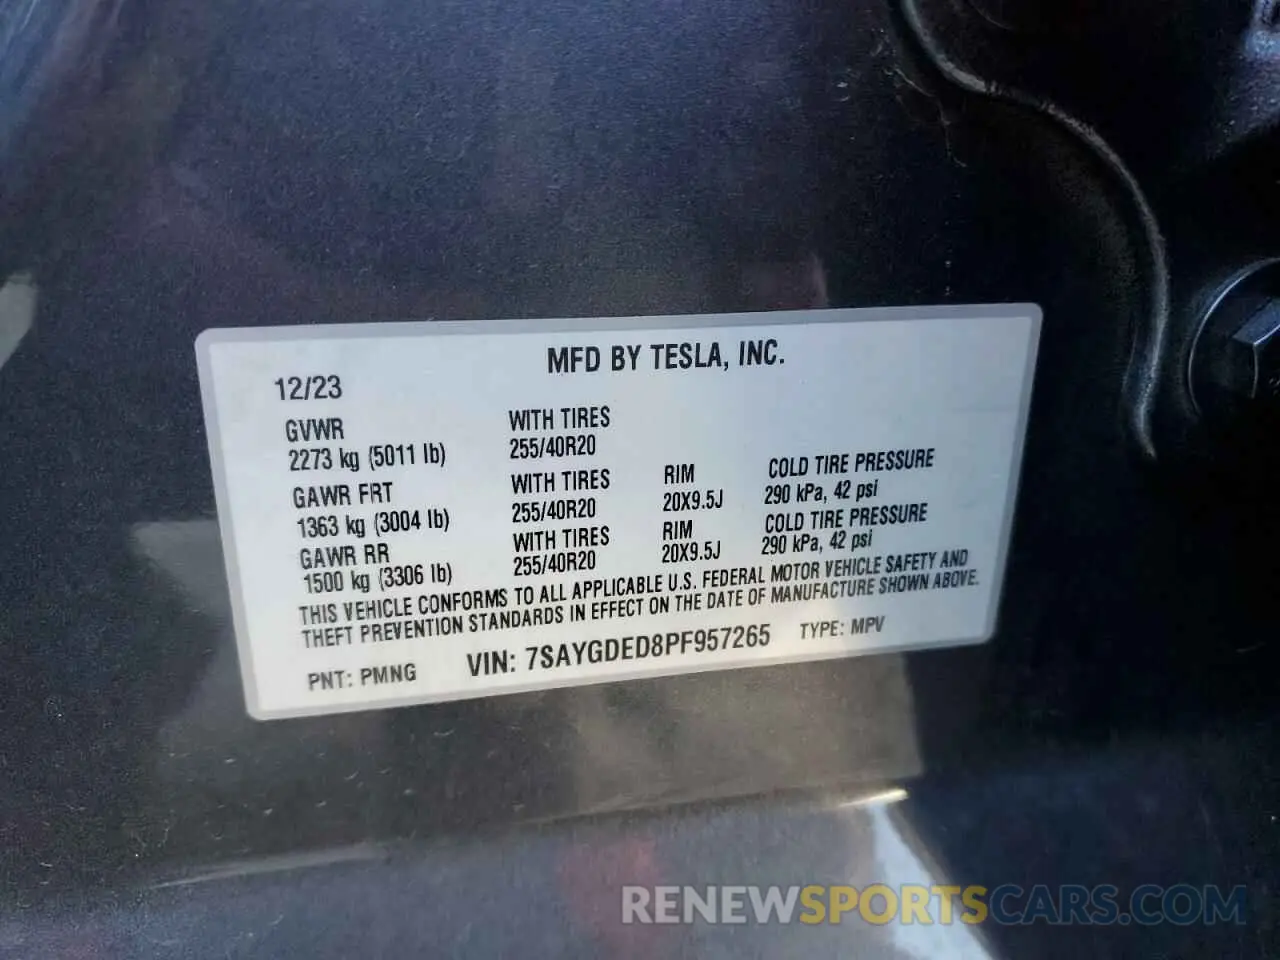 MFD BY TESLA, INC.
12/23
GVWR WITH TIRES
2273 kg (5011 lb) 255/40R20
GAWR FRT WITH TIRES RIM COLD TIRE PRESSURE
1363 kg (3004 lb) 255/40R20 20X9.5J 290 kPa, 42 psi
GAWR RR WITH TIRES RIM COLD TIRE PRESSURE
1500 kg (3306 lb) 255/40R20 20X9.5J 290 kPa, 42 psi
THIS VEHICLE CONFORMS TO ALL APPLICABLE U.S. FEDERAL MOTOR VEHICLE SAFETY AND
THEFT PREVENTION STANDARDS IN EFFECT ON THE DATE OF MANUFACTURE SHOWN ABOVE.
PNT: PMNG VIN: 7SAYGDED8PF957265 TYPE: MPV
RENEWSPORTSCARS.COM